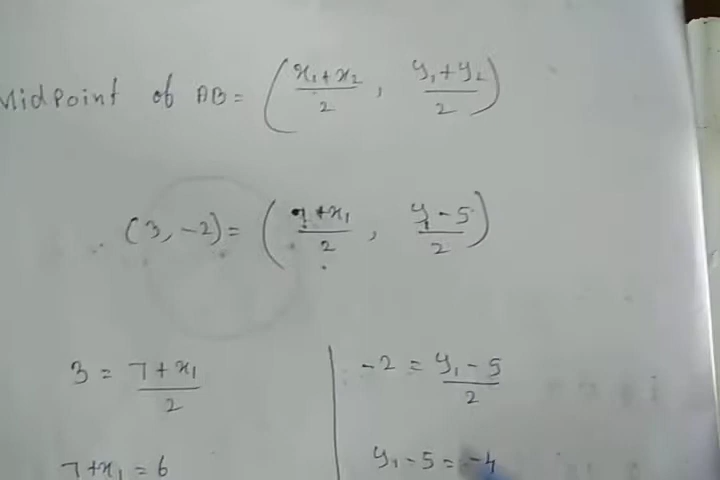 Midpoint of AB = ( x₁+x₂ / 2 , y₁+y₂ / 2 )
(3, -2) = ( 7+x₁ / 2 , y₁-5 / 2 )
3 = 7+x₁ / 2
7+x₁ = 6
-2 = y₁-5 / 2
y₁-5 = -4